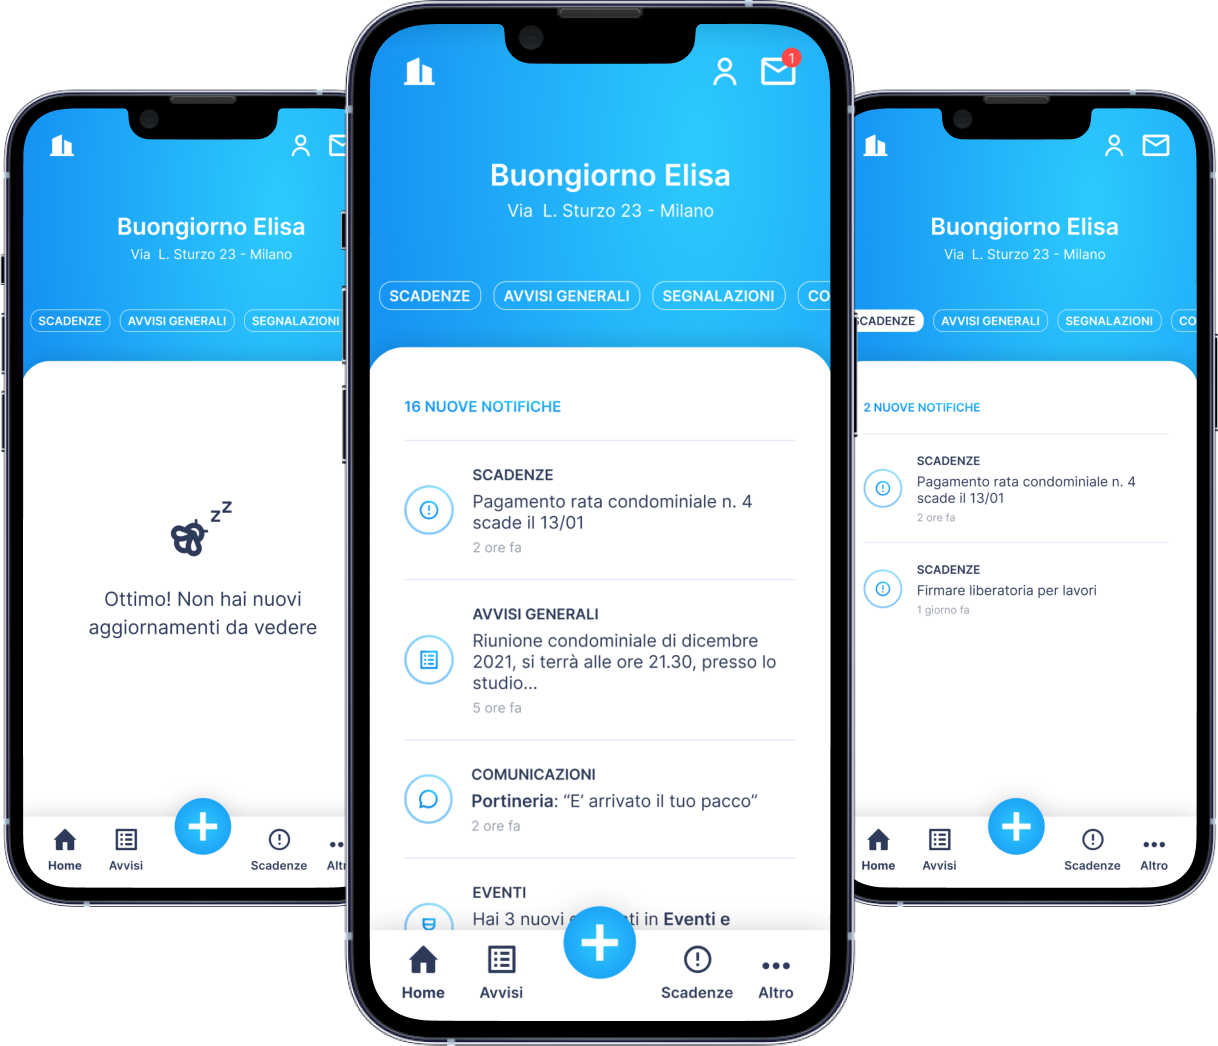 Buongiorno Elisa
Via L. Sturzo 23 - Milano
SCADENZE
AVVISI GENERALI
SEGNALAZIONI
zZ
Ottimo! Non hai nuovi
aggiornamenti da vedere
Home
Avvisi
Scadenze
Altr
1
Buongiorno Elisa
Via L. Sturzo 23 - Milano
SCADENZE
AVVISI GENERALI
SEGNALAZIONI
CO
16 NUOVE NOTIFICHE
SCADENZE
Pagamento rata condominiale n. 4
scade il 13/01
2 ore fa
AVVISI GENERALI
Riunione condominiale di dicembre
2021, si terrà alle ore 21.30, presso lo
studio...
5 ore fa
COMUNICAZIONI
Portineria: “E’ arrivato il tuo pacco”
2 ore fa
EVENTI
Hai 3 nuovi ti in Eventi e
Home
Avvisi
Scadenze
Altro
Buongiorno Elisa
Via L. Sturzo 23 - Milano
SCADENZE
AVVISI GENERALI
SEGNALAZIONI
CO
2 NUOVE NOTIFICHE
SCADENZE
Pagamento rata condominiale n. 4
scade il 13/01
2 ore fa
SCADENZE
Firmare liberatoria per lavori
1 giorno fa
Home
Avvisi
Scadenze
Altro